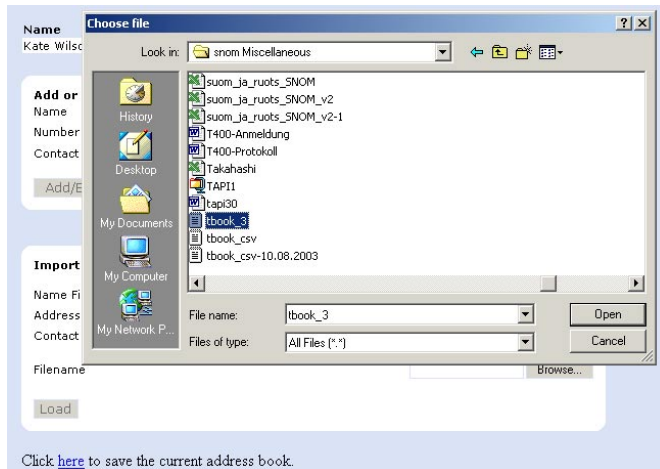 Choose file
Name
Kate Wilso
Look in:
snom Miscellaneous
Add or
Name
Number
Contact
Add/E
History
Desktop
My Documents
My Computer
My Network P...
suom_ja_ruots_SNOM
suom_ja_ruots_SNOM_v2
suom_ja_ruots_SNOM_v2-1
T400-Anmeldung
T400-Protokoll
Takahashi
TAPI1
tapi30
tbook_3
tbook_csv
tbook_csv-10.08.2003
Import
Name Fi
Address
Contact
File name:
tbook_3
Open
Files of type:
All Files (*.*)
Cancel
Filename
Browse...
Load
Click here to save the current address book.